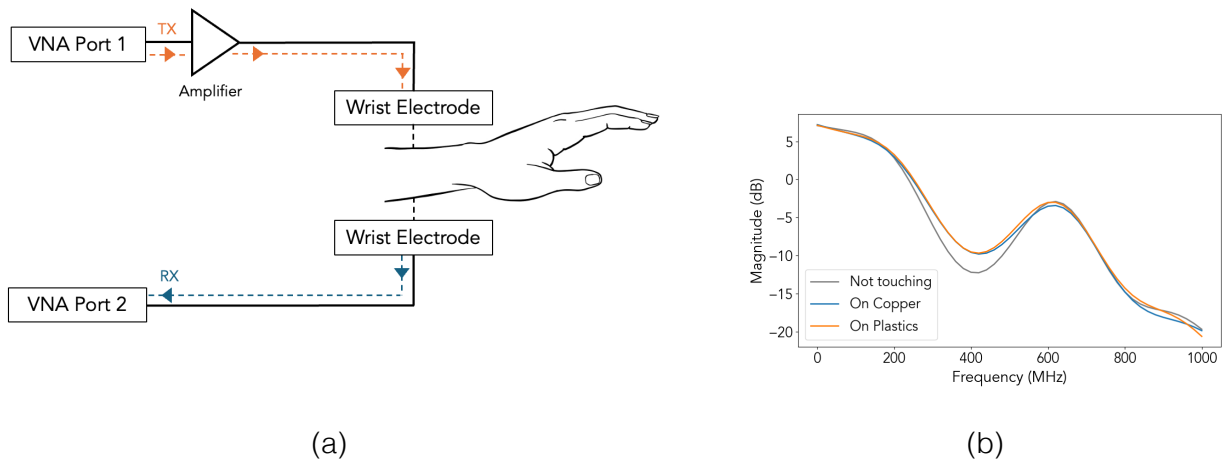 TX
VNA Port 1
Amplifier
Wrist Electrode
Wrist Electrode
RX
VNA Port 2
(a)
5
0
−5
−10
−15
−20
Magnitude (dB)
Not touching
On Copper
On Plastics
0 200 400 600 800 1000
Frequency (MHz)
(b)